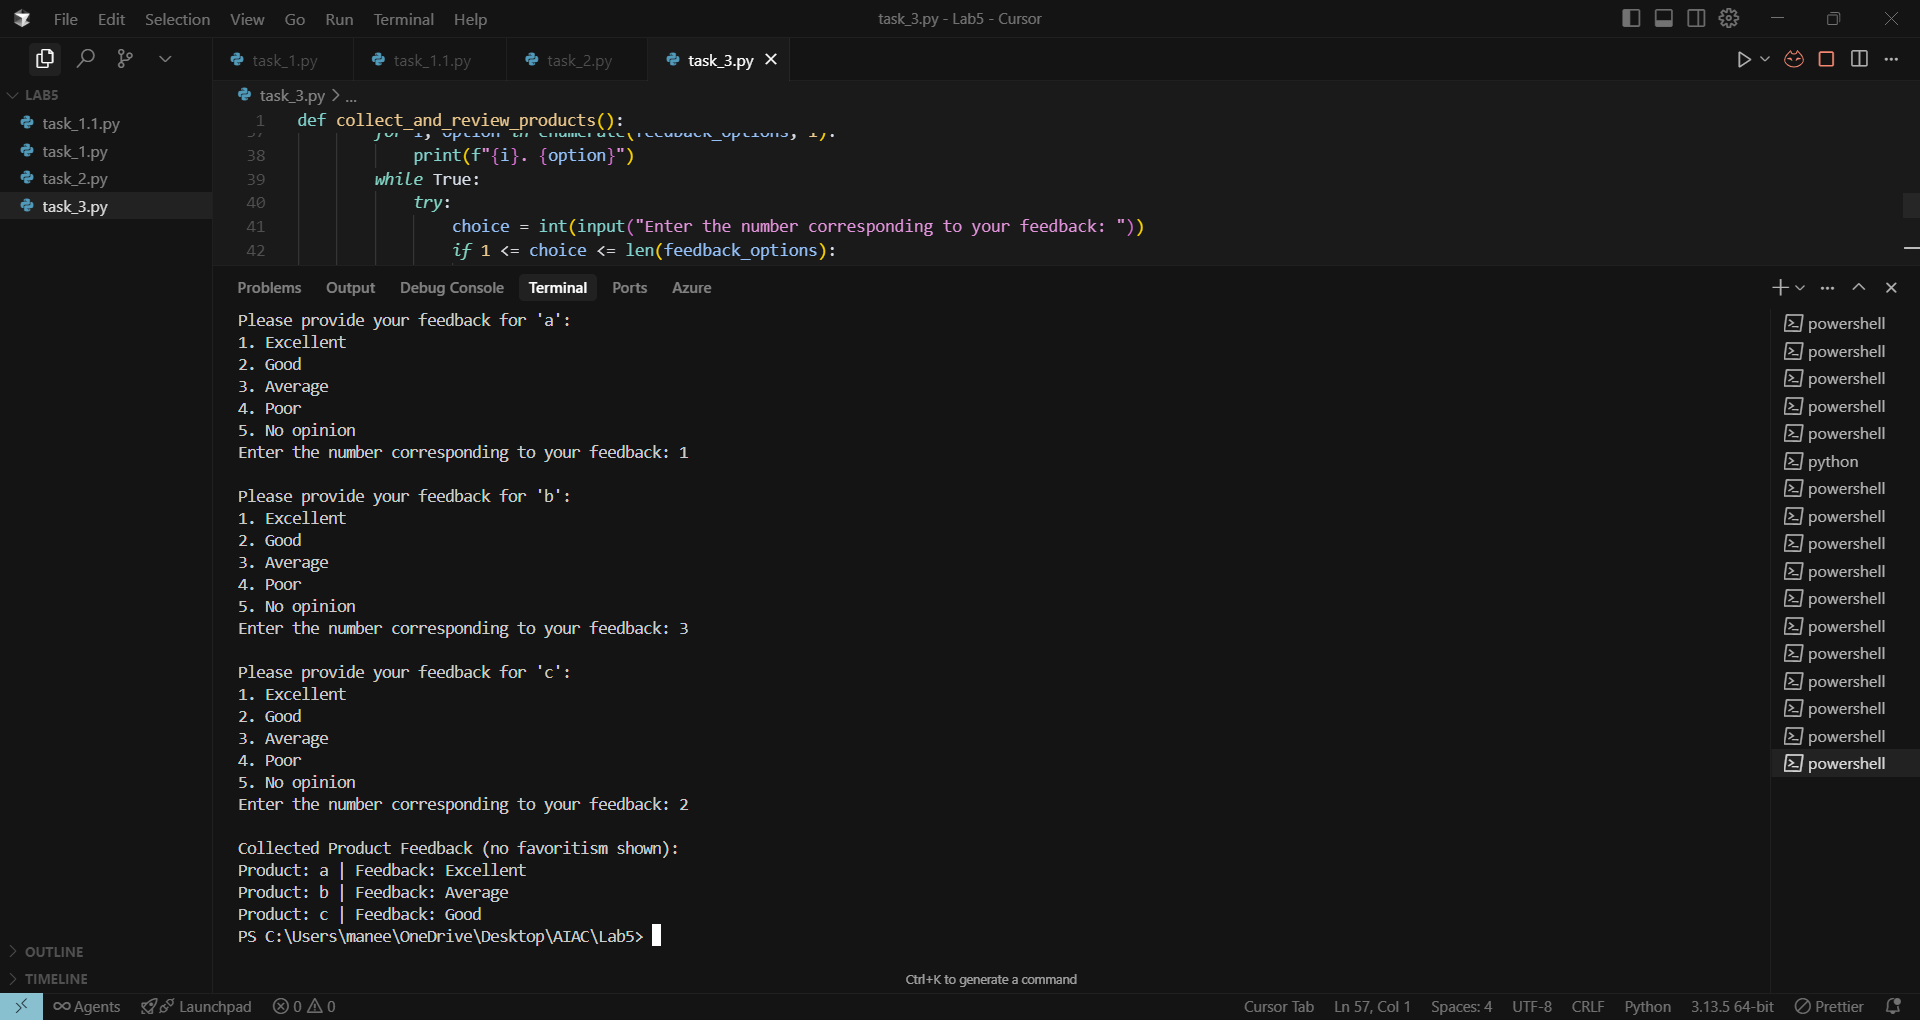 File Edit Selection View Go Run Terminal Help
task_3.py - Lab5 - Cursor
task_1.py task_1.1.py task_2.py task_3.py
LAB5
task_1.1.py
task_1.py
task_2.py
task_3.py
task_3.py > ...
1 def collect_and_review_products():
37 for i, option in enumerate(feedback_options, 1):
38 print(f"{i}. {option}")
39 while True:
40 try:
41 choice = int(input("Enter the number corresponding to your feedback: "))
42 if 1 <= choice <= len(feedback_options):
Problems Output Debug Console Terminal Ports Azure
Please provide your feedback for 'a':
1. Excellent
2. Good
3. Average
4. Poor
5. No opinion
Enter the number corresponding to your feedback: 1
Please provide your feedback for 'b':
1. Excellent
2. Good
3. Average
4. Poor
5. No opinion
Enter the number corresponding to your feedback: 3
Please provide your feedback for 'c':
1. Excellent
2. Good
3. Average
4. Poor
5. No opinion
Enter the number corresponding to your feedback: 2
Collected Product Feedback (no favoritism shown):
Product: a | Feedback: Excellent
Product: b | Feedback: Average
Product: c | Feedback: Good
PS C:\Users\manee\OneDrive\Desktop\AIAC\Lab5>
Ctrl+K to generate a command
powershell
powershell
powershell
powershell
powershell
python
powershell
powershell
powershell
powershell
powershell
powershell
powershell
powershell
powershell
powershell
powershell
OUTLINE
TIMELINE
Agents Launchpad 0 0
Cursor Tab Ln 57, Col 1 Spaces: 4 UTF-8 CRLF Python 3.13.5 64-bit Prettier